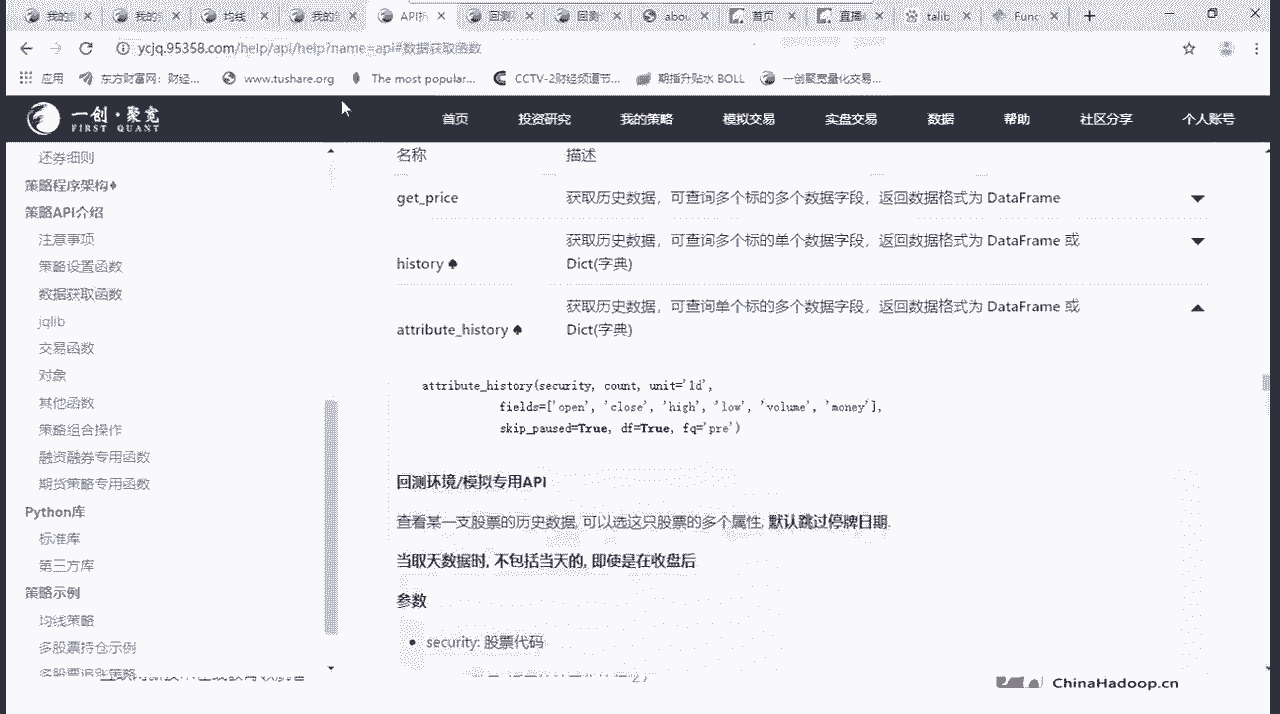 我的 我的 均线 我的 API 回测 回测 abou 首页 直播 talib Func
ycjq.95358.com/help/api/help?name=api#数据获取函数
应用 东方财富网：财经... www.tushare.org The most popular... CCTV-2财经频道节... 期指升贴水 BOLL 一创聚宽量化交易...
一创·聚宽
FIRST QUANT
首页 投资研究 我的策略 模拟交易 实盘交易 数据 帮助 社区分享 个人账号
还券细则
策略程序架构♦
策略API介绍
注意事项
策略设置函数
数据获取函数
jqlib
交易函数
对象
其他函数
策略组合操作
融资融券专用函数
期货策略专用函数
Python库
标准库
第三方库
策略示例
均线策略
多股票持仓示例
多股票追涨策略
名称 描述
get_price 获取历史数据，可查询多个标的多个数据字段，返回数据格式为 DataFrame
获取历史数据，可查询多个标的单个数据字段，返回数据格式为 DataFrame 或
history ♠ Dict(字典)
获取历史数据，可查询单个标的多个数据字段，返回数据格式为 DataFrame 或
attribute_history ♠ Dict(字典)
attribute_history(security, count, unit='1d',
fields=['open', 'close', 'high', 'low', 'volume', 'money'],
skip_paused=True, df=True, fq='pre')
回测环境/模拟专用API
查看某一支股票的历史数据, 可以选这只股票的多个属性, 默认跳过停牌日期.
当取天数据时, 不包括当天的, 即使是在收盘后
参数
• security: 股票代码
ChinaHadoop.cn